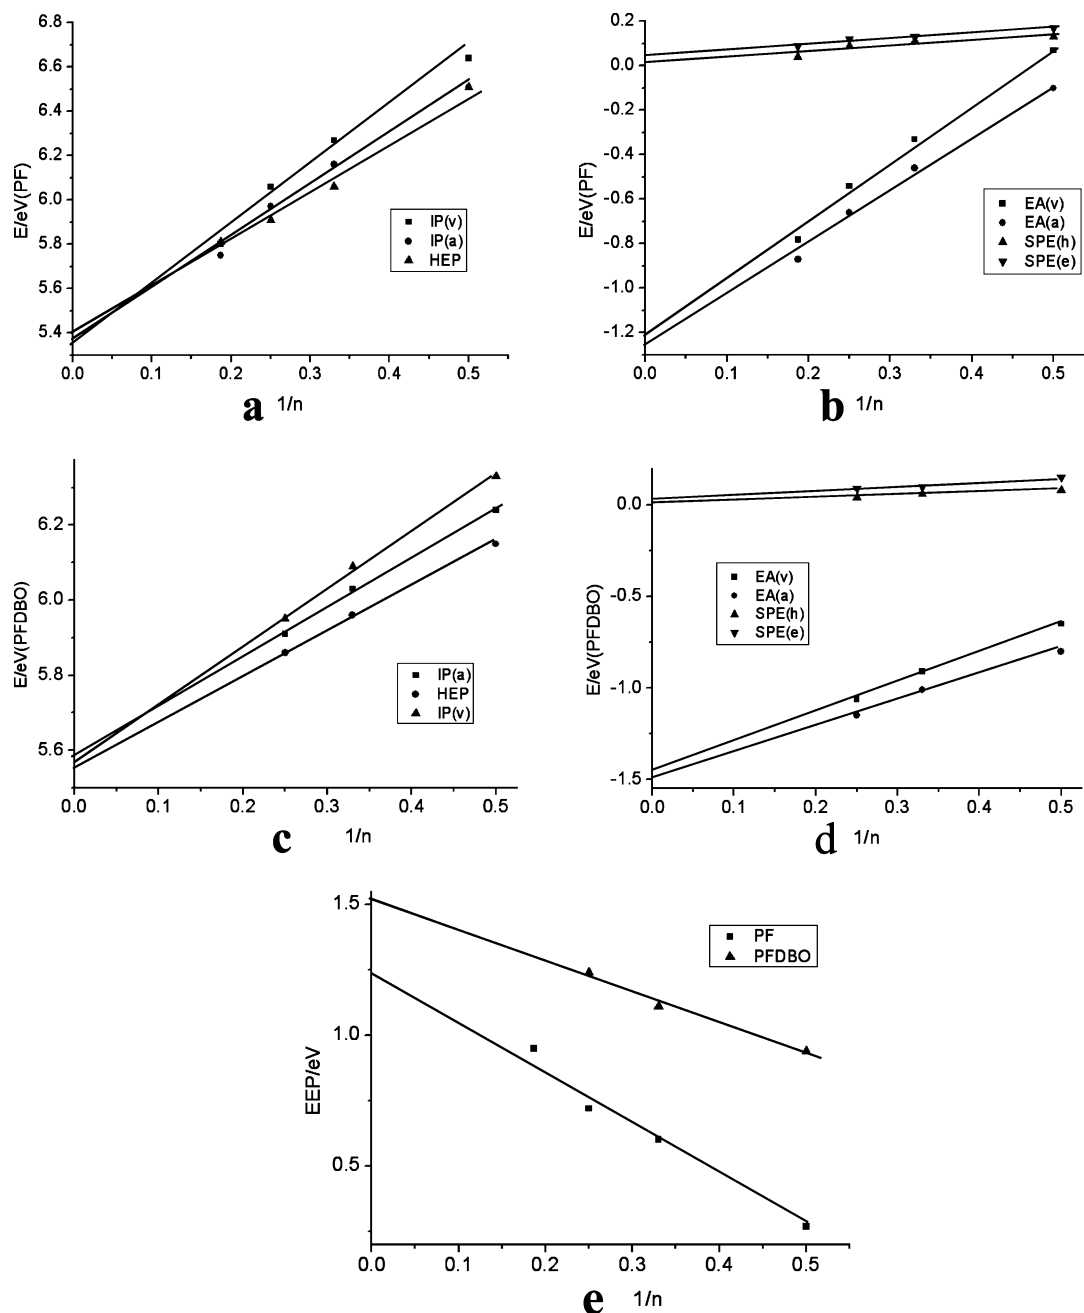 6.8
6.6
6.4
6.2
6.0
5.8
5.6
5.4
E/eV(PF)
IP(v)
IP(a)
HEP
0.0 0.1 0.2 0.3 0.4 0.5
a 1/n
0.2
0.0
-0.2
-0.4
-0.6
-0.8
-1.0
-1.2
E/eV(PF)
EA(v)
EA(a)
SPE(h)
SPE(e)
0.0 0.1 0.2 0.3 0.4 0.5
b 1/n
6.2
6.0
5.8
5.6
E/eV(PFDBO)
IP(a)
HEP
IP(v)
0.0 0.1 0.2 0.3 0.4 0.5
c 1/n
0.0
-0.5
-1.0
-1.5
E/eV(PFDBO)
EA(v)
EA(a)
SPE(h)
SPE(e)
0.0 0.1 0.2 0.3 0.4 0.5
d 1/n
1.5
1.0
0.5
EEP/eV
PF
PFDBO
0.0 0.1 0.2 0.3 0.4 0.5
e 1/n